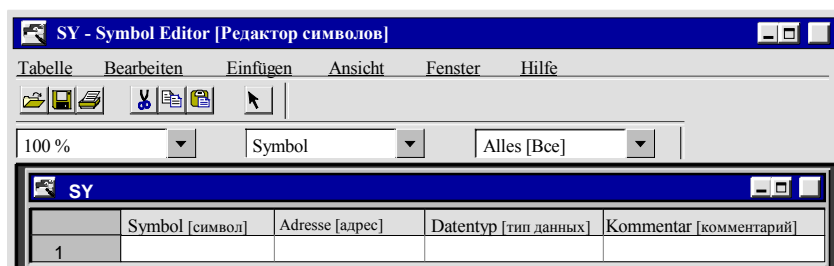 SY - Symbol Editor [Редактор символов]
Tabelle Bearbeiten Einfügen Ansicht Fenster Hilfe
100 % Symbol Alles [Все]
SY
Symbol [символ] Adresse [адрес] Datentyp [тип данных] Kommentar [комментарий]
1